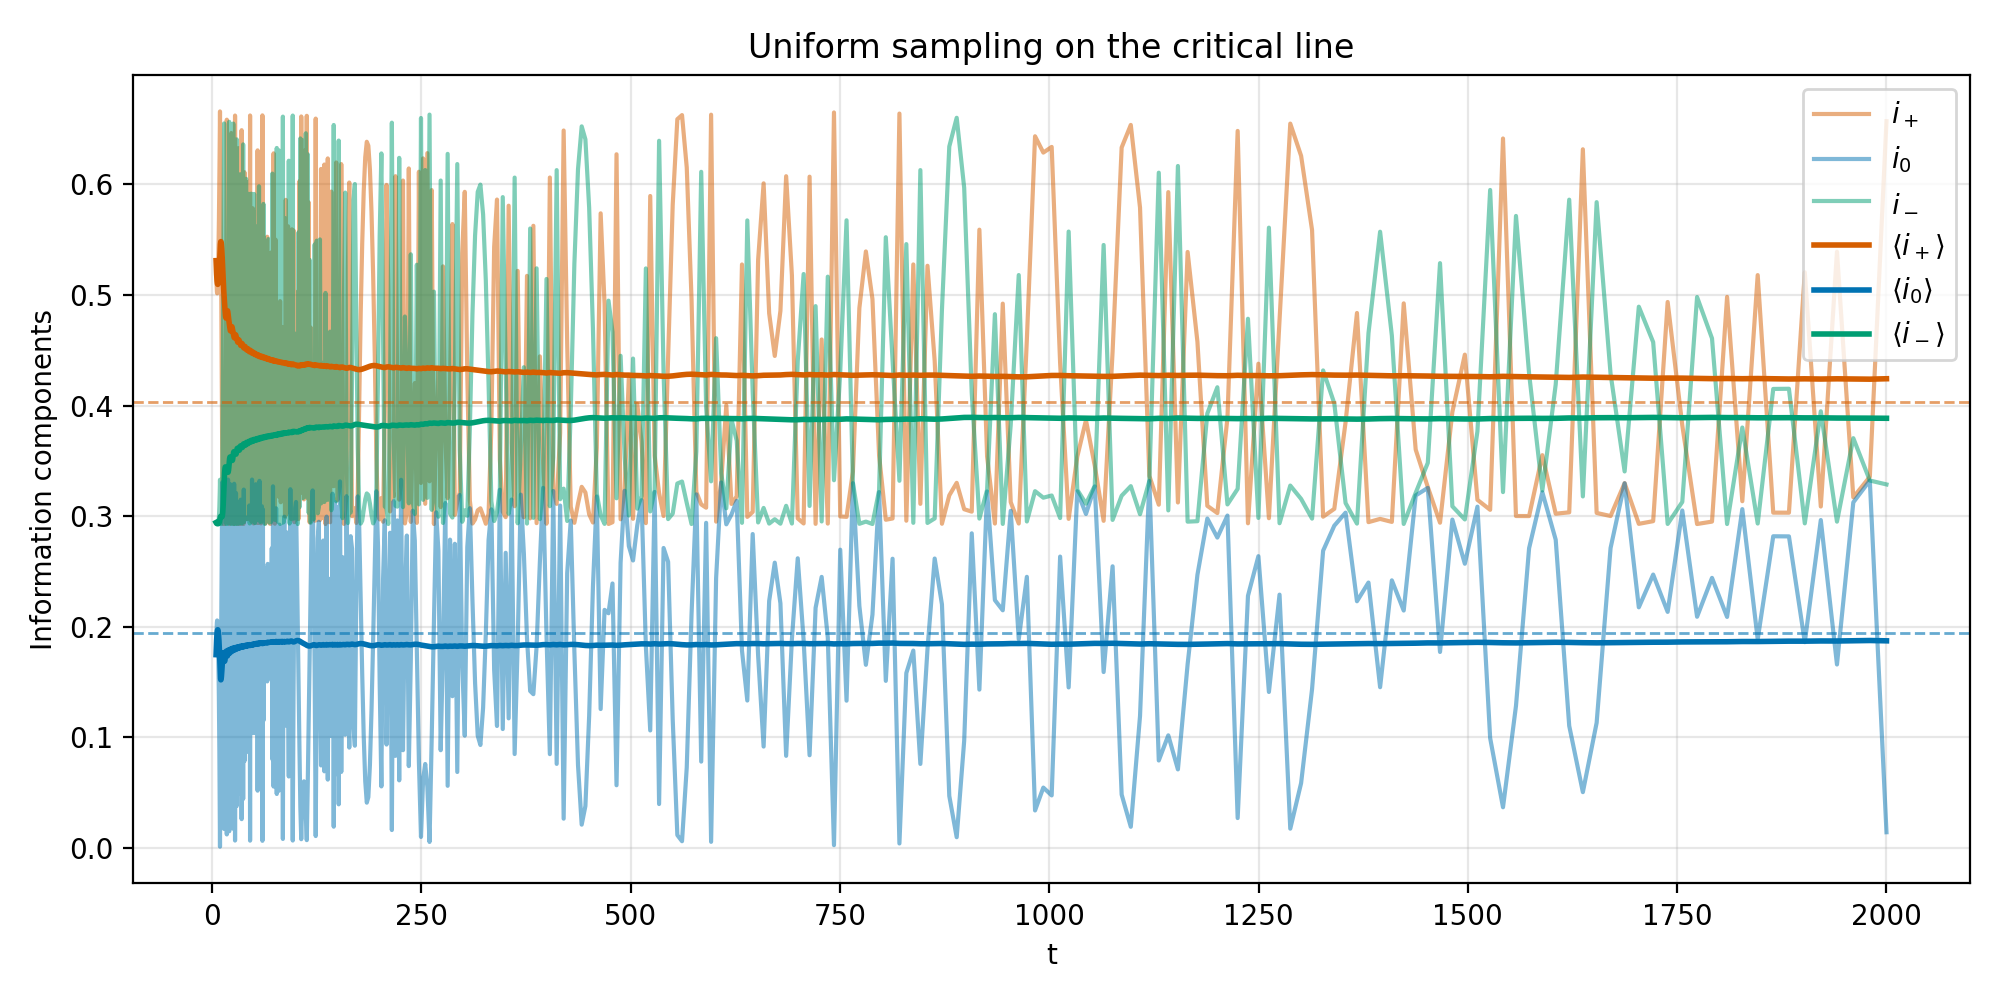 Uniform sampling on the critical line
Information components
0.6
0.5
0.4
0.3
0.2
0.1
0.0
i₊
i₀
i₋
⟨i₊⟩
⟨i₀⟩
⟨i₋⟩
0 250 500 750 1000 1250 1500 1750 2000
t